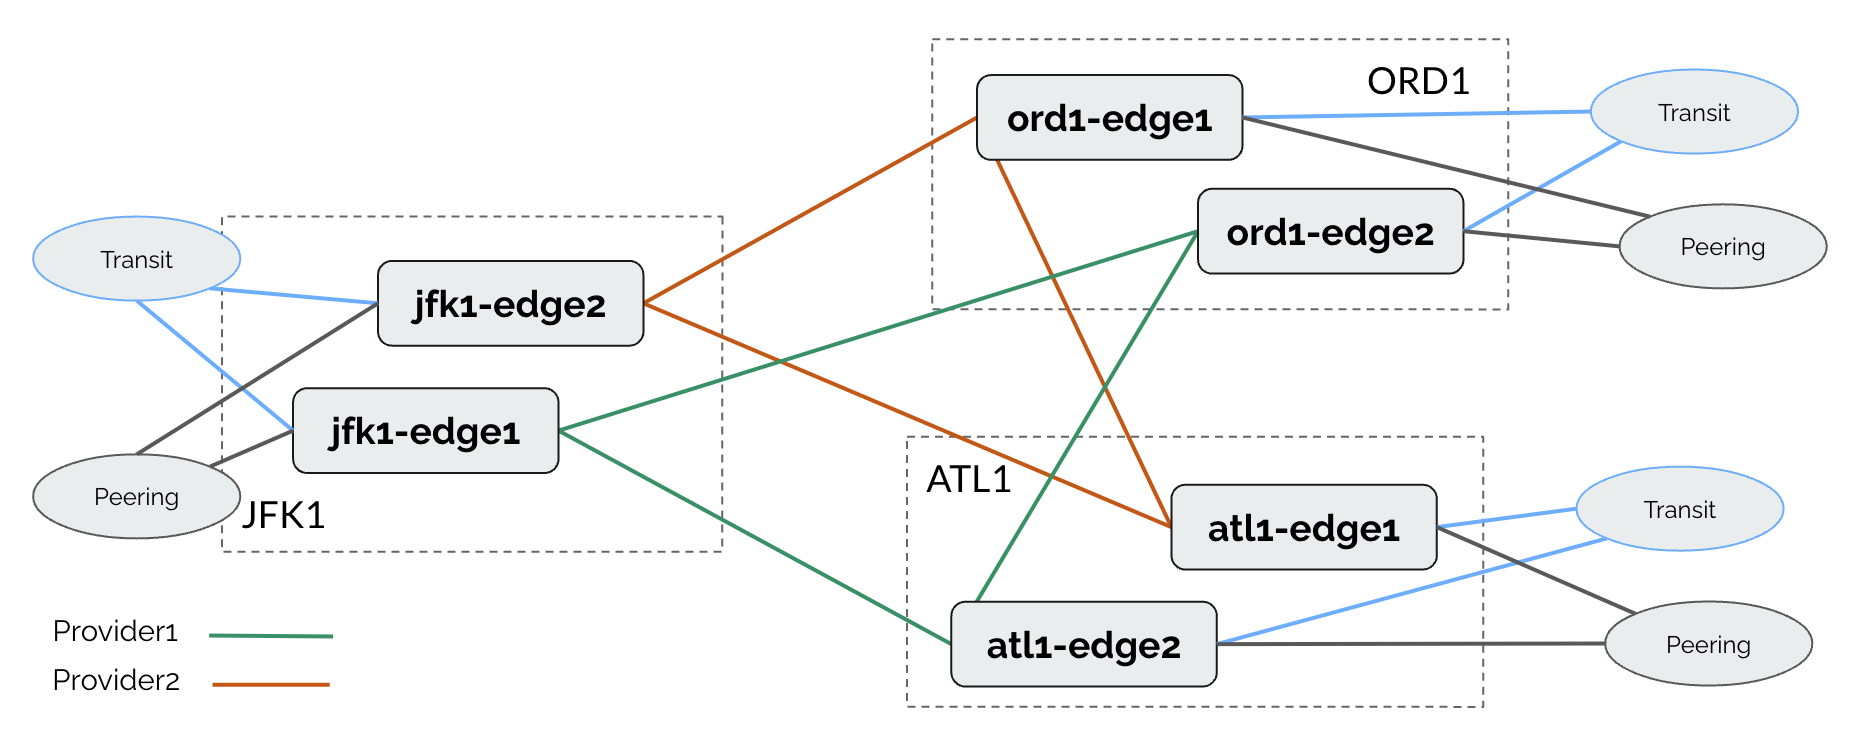 ORD1
ord1-edge1
Transit
ord1-edge2
Peering
Transit
jfk1-edge2
jfk1-edge1
Peering
JFK1
ATL1
atl1-edge1
Transit
atl1-edge2
Peering
Provider1
Provider2